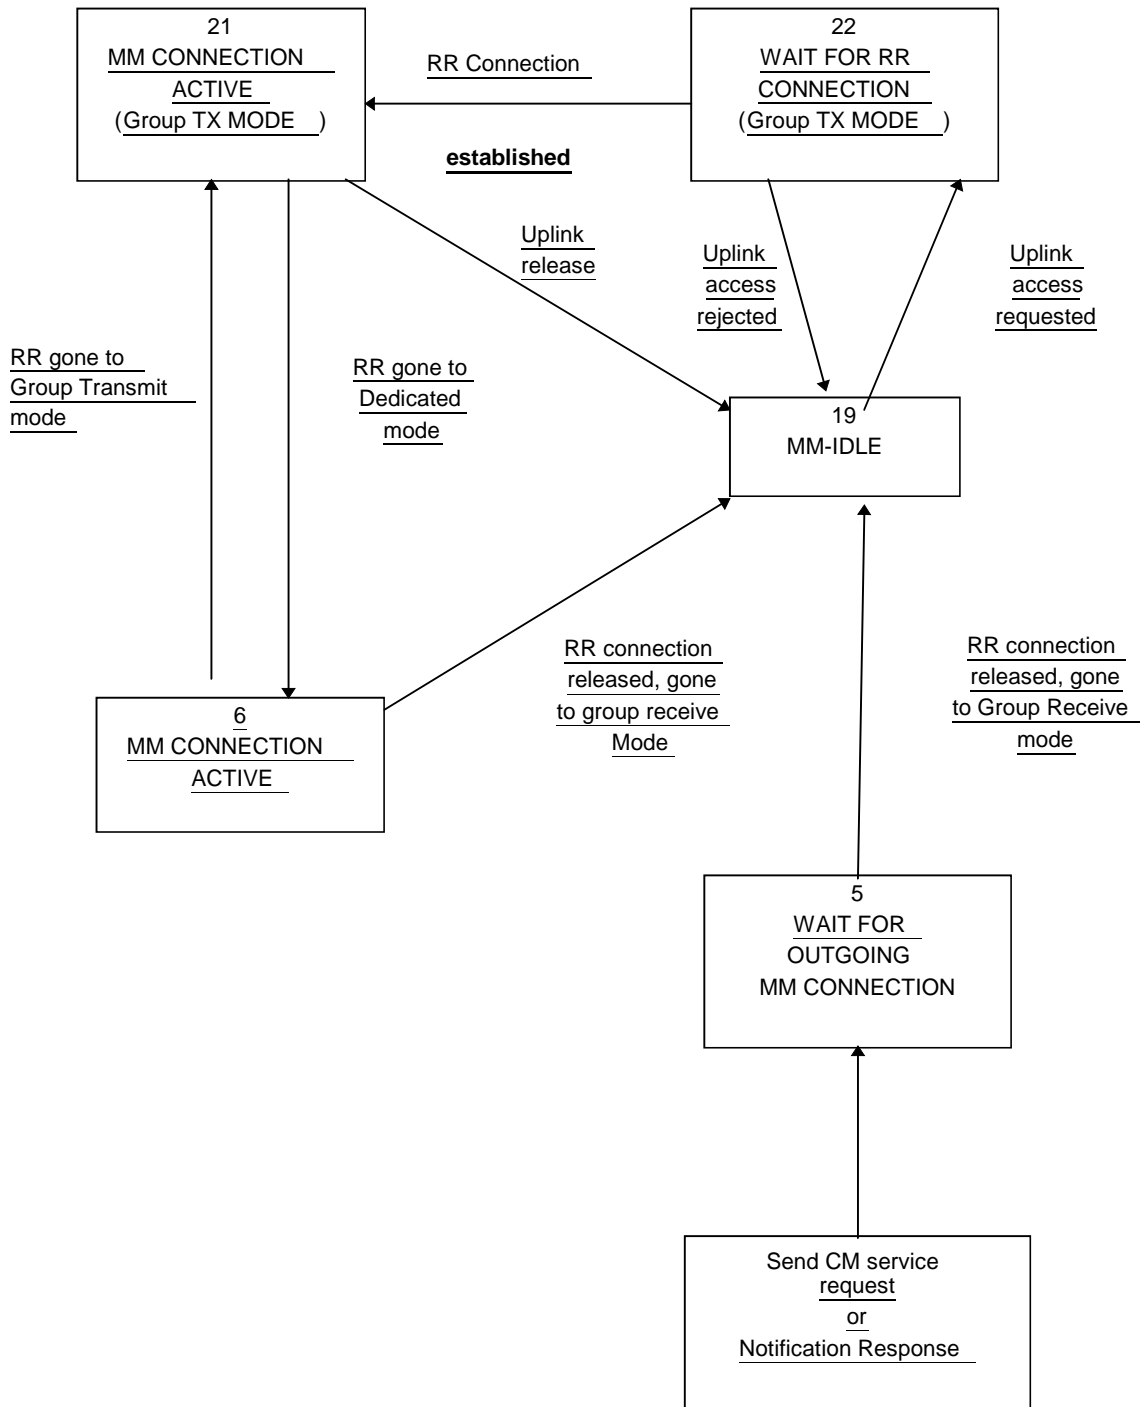 21
MM CONNECTION
ACTIVE
(Group TX MODE )
22
WAIT FOR RR
CONNECTION
(Group TX MODE )
RR Connection
established
Uplink
release
Uplink
access
rejected
Uplink
access
requested
RR gone to
Group Transmit
mode
RR gone to
Dedicated
mode
19
MM-IDLE
RR connection
released, gone
to group receive
Mode
RR connection
released, gone
to Group Receive
mode
6
MM CONNECTION
ACTIVE
5
WAIT FOR
OUTGOING
MM CONNECTION
Send CM service
request
or
Notification Response